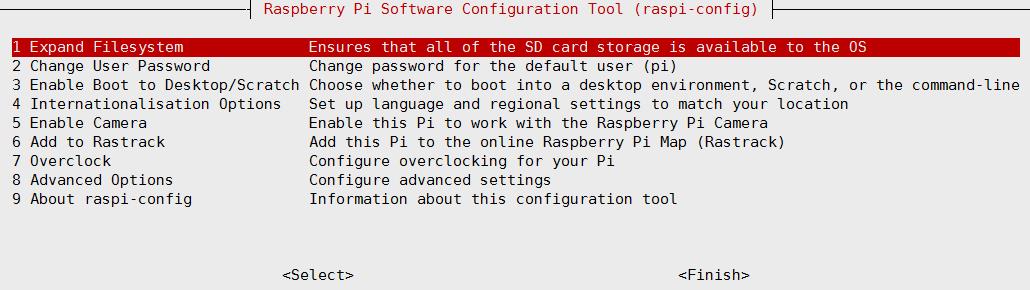 Raspberry Pi Software Configuration Tool (raspi-config)
1 Expand Filesystem Ensures that all of the SD card storage is available to the OS
2 Change User Password Change password for the default user (pi)
3 Enable Boot to Desktop/Scratch Choose whether to boot into a desktop environment, Scratch, or the command-line
4 Internationalisation Options Set up language and regional settings to match your location
5 Enable Camera Enable this Pi to work with the Raspberry Pi Camera
6 Add to Rastrack Add this Pi to the online Raspberry Pi Map (Rastrack)
7 Overclock Configure overclocking for your Pi
8 Advanced Options Configure advanced settings
9 About raspi-config Information about this configuration tool
<Select> <Finish>